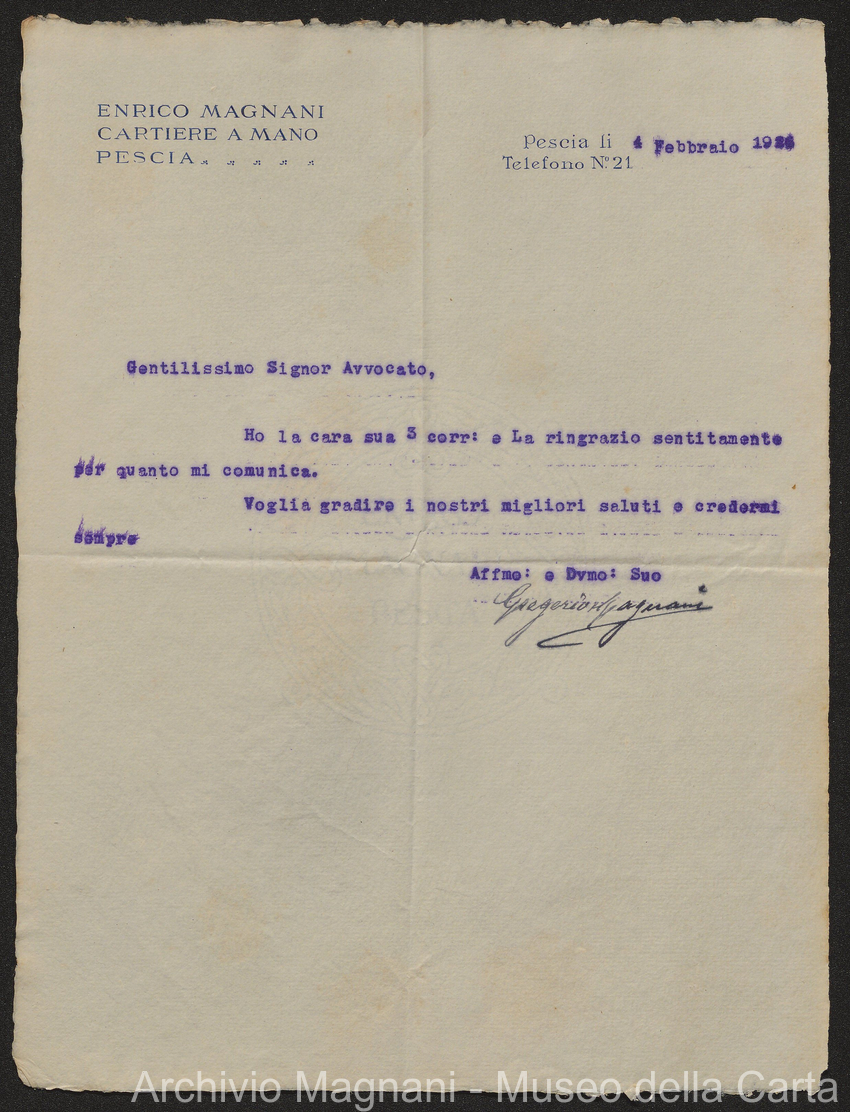 ENRICO MAGNANI
CARTIERE A MANO
PESCIA
Pescia li 4 Febbraio
Telefono Nº 21
Gentilissimo Signor Avvocato,
Ho la cara sua 3 corr: e La ringrazio sentitamente
per quanto mi comunica.
Voglia gradire i nostri migliori saluti e credermi
sempre
Affmo: e Dvmo: Suo
Gregorio Magnani
Archivio Magnani - Museo della Carta